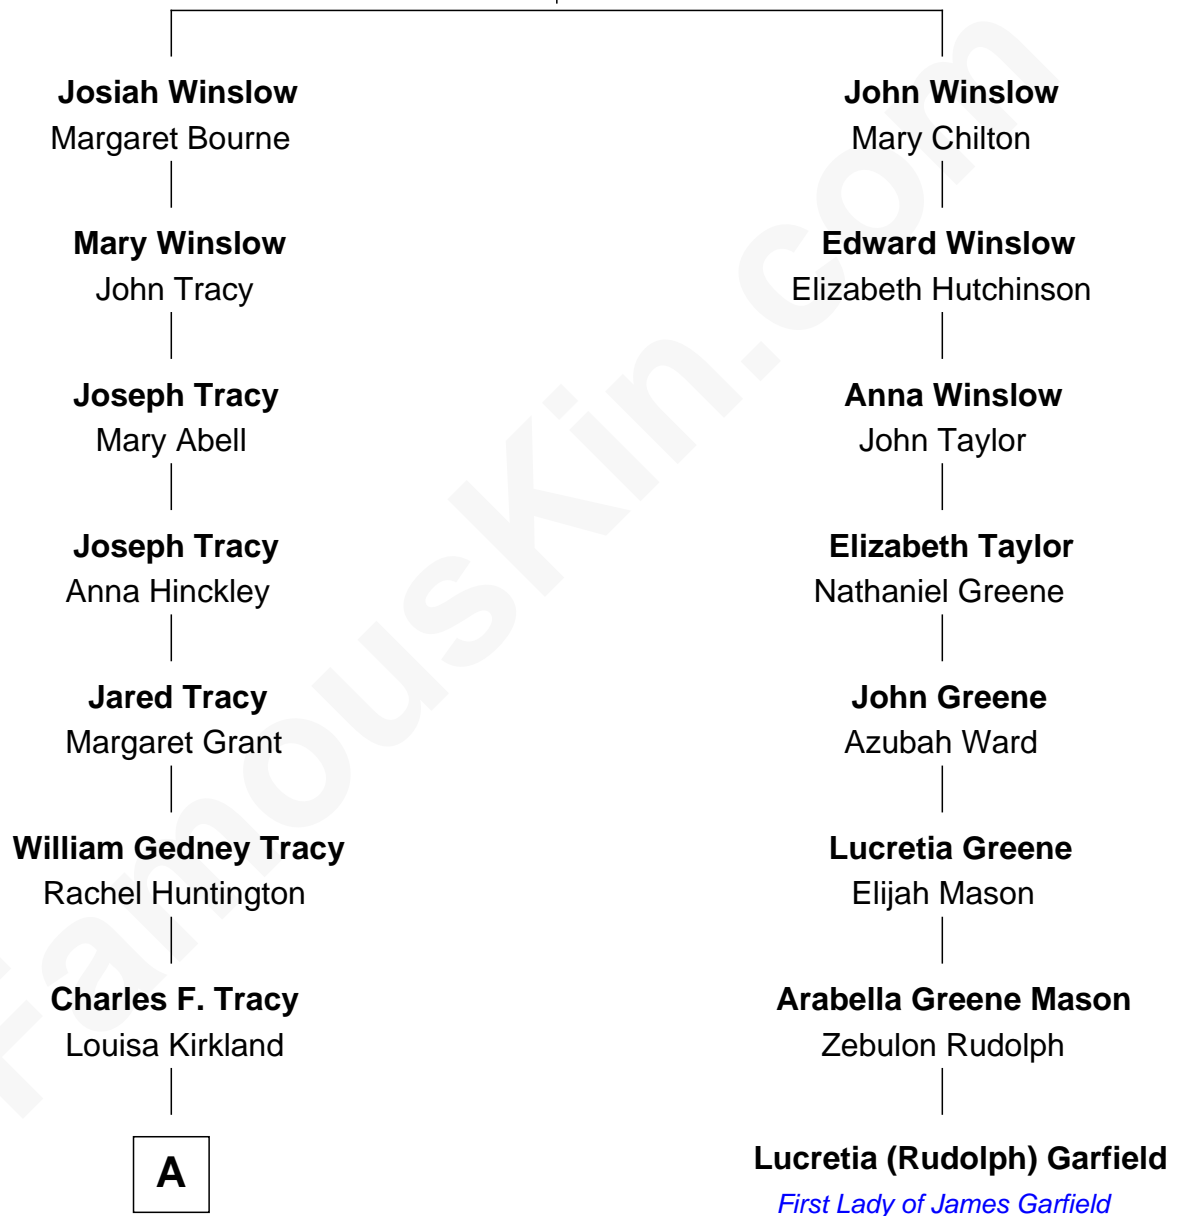 Josiah Winslow
Margaret Bourne
Mary Winslow
John Tracy
Joseph Tracy
Mary Abell
Joseph Tracy
Anna Hinckley
Jared Tracy
Margaret Grant
William Gedney Tracy
Rachel Huntington
Charles F. Tracy
Louisa Kirkland
A
John Winslow
Mary Chilton
Edward Winslow
Elizabeth Hutchinson
Anna Winslow
John Taylor
Elizabeth Taylor
Nathaniel Greene
John Greene
Azubah Ward
Lucretia Greene
Elijah Mason
Arabella Greene Mason
Zebulon Rudolph
Lucretia (Rudolph) Garfield
First Lady of James Garfield
FamousKin.com